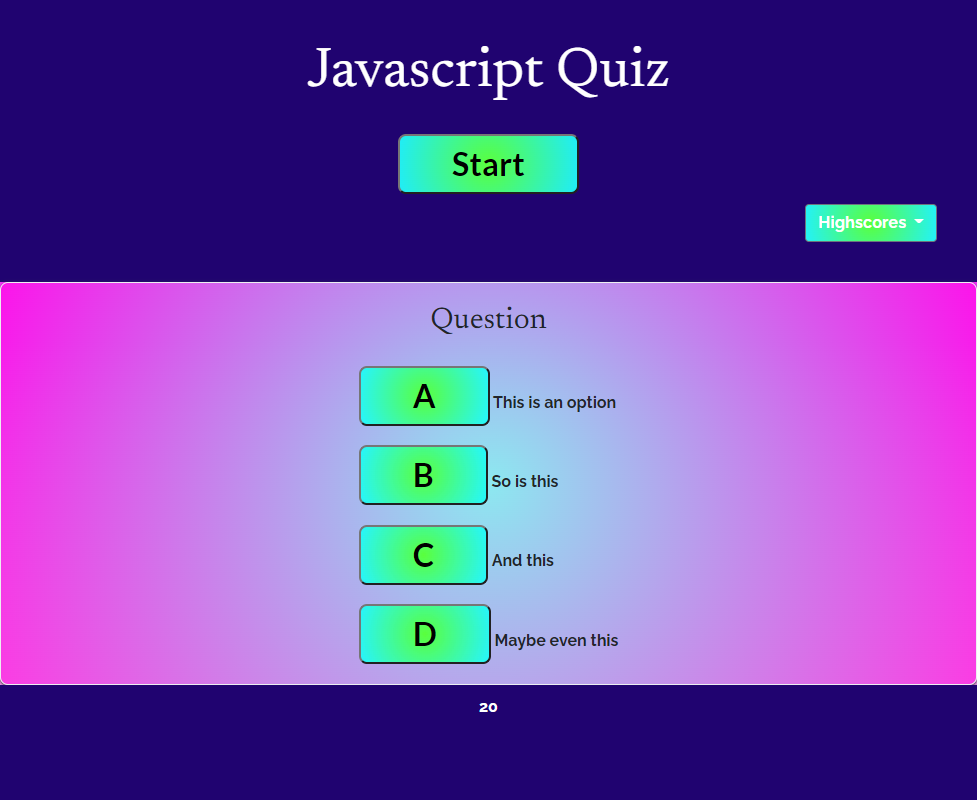 Javascript Quiz
Start
Highscores
Question
A This is an option
B So is this
C And this
D Maybe even this
20